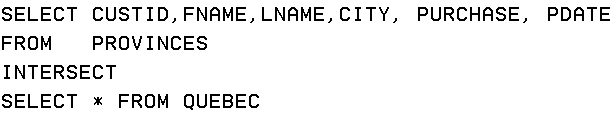 SELECT CUSTID,FNAME,LNAME,CITY, PURCHASE, PDATE
FROM   PROVINCES
INTERSECT
SELECT * FROM QUEBEC